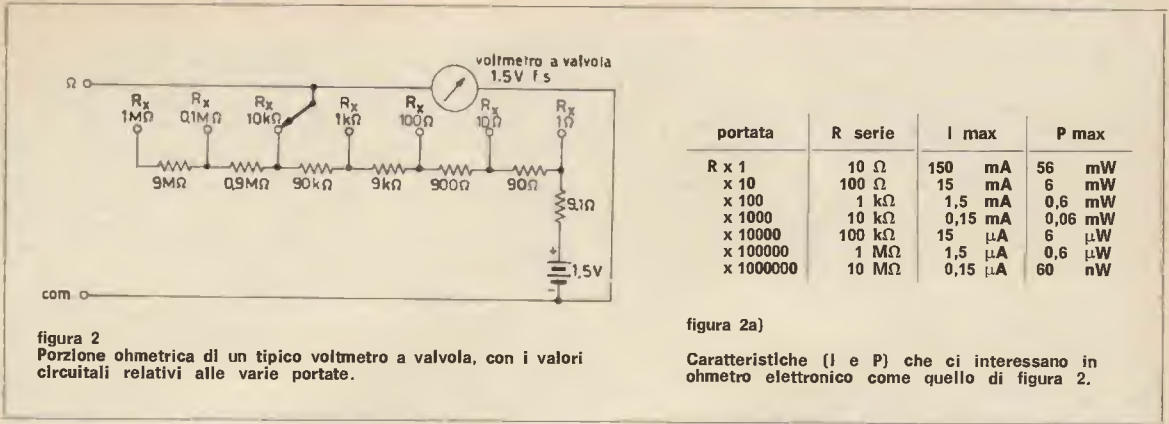 voltmetro a valvola
1.5V f s
Ω
Rx 1MΩ
Rx 0,1MΩ
Rx 10kΩ
Rx 1kΩ
Rx 100Ω
Rx 10Ω
Rx 1Ω
9MΩ
0,9MΩ
90kΩ
9kΩ
900Ω
90Ω
9,1Ω
+
1,5V
-
com
figura 2
Porzione ohmetrica di un tipico voltmetro a valvola, con i valori
circuitali relativi alle varie portate.
portata R serie I max P max
R x 1 10 Ω 150 mA 56 mW
x 10 100 Ω 15 mA 6 mW
x 100 1 kΩ 1,5 mA 0,6 mW
x 1000 10 kΩ 0,15 mA 0,06 mW
x 10000 100 kΩ 15 µA 6 µW
x 100000 1 MΩ 1,5 µA 0,6 µW
x 1000000 10 MΩ 0,15 µA 60 nW
figura 2a)
Caratteristiche (I e P) che ci interessano in
ohmetro elettronico come quello di figura 2.